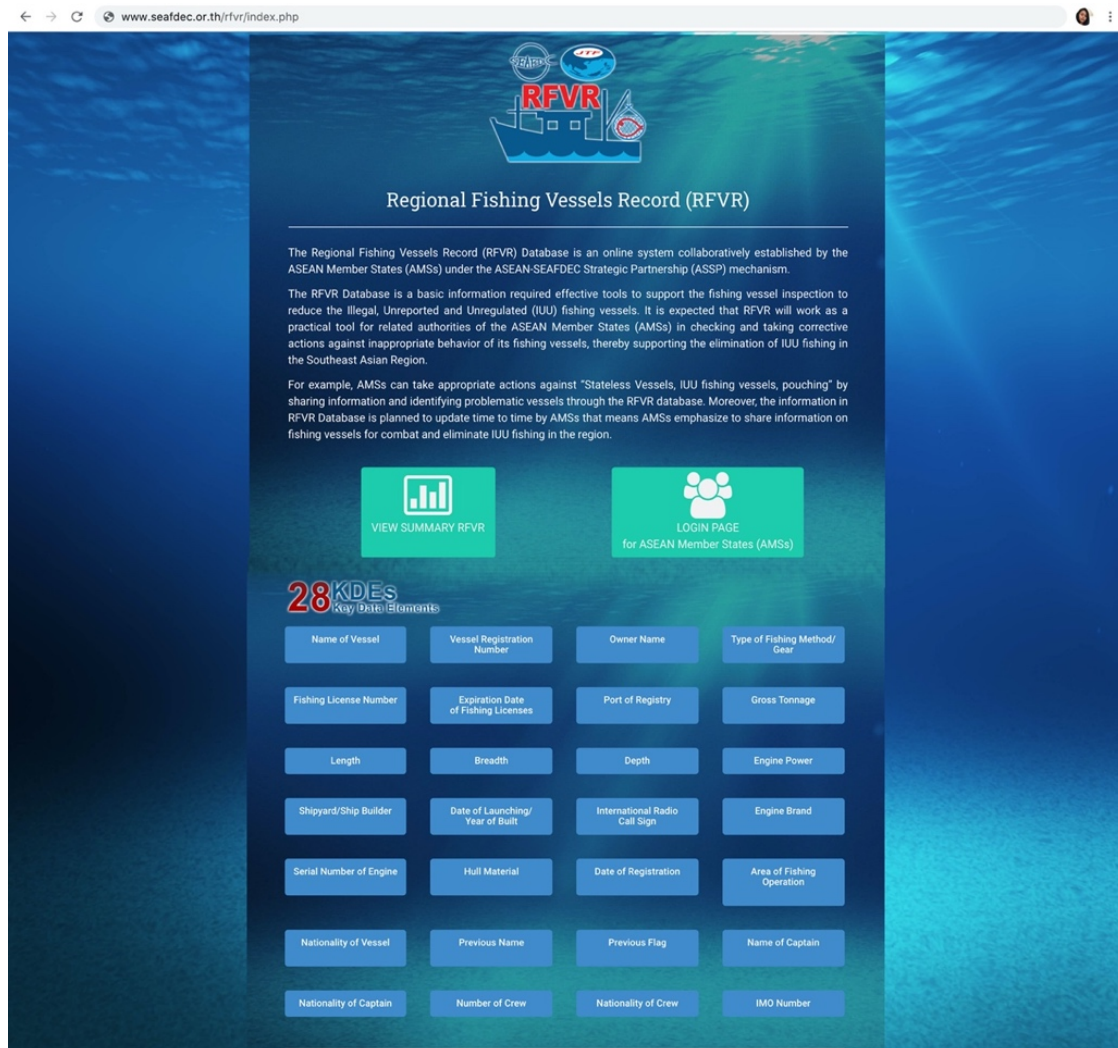 www.seafdec.or.th/rfvr/index.php
SEAFDEC
JTF
RFVR
Regional Fishing Vessels Record (RFVR)
The Regional Fishing Vessels Record (RFVR) Database is an online system collaboratively established by the
ASEAN Member States (AMSs) under the ASEAN-SEAFDEC Strategic Partnership (ASSP) mechanism.
The RFVR Database is a basic information required effective tools to support the fishing vessel inspection to
reduce the Illegal, Unreported and Unregulated (IUU) fishing vessels. It is expected that RFVR will work as a
practical tool for related authorities of the ASEAN Member States (AMSs) in checking and taking corrective
actions against inappropriate behavior of its fishing vessels, thereby supporting the elimination of IUU fishing in
the Southeast Asian Region.
For example, AMSs can take appropriate actions against “Stateless Vessels, IUU fishing vessels, pouching” by
sharing information and identifying problematic vessels through the RFVR database. Moreover, the information in
RFVR Database is planned to update time to time by AMSs that means AMSs emphasize to share information on
fishing vessels for combat and eliminate IUU fishing in the region.
VIEW SUMMARY RFVR
LOGIN PAGE
for ASEAN Member States (AMSs)
28 KDEs
Key Data Elements
Name of Vessel
Vessel Registration
Number
Owner Name
Type of Fishing Method/
Gear
Fishing License Number
Expiration Date
of Fishing Licenses
Port of Registry
Gross Tonnage
Length
Breadth
Depth
Engine Power
Shipyard/Ship Builder
Date of Launching/
Year of Built
International Radio
Call Sign
Engine Brand
Serial Number of Engine
Hull Material
Date of Registration
Area of Fishing
Operation
Nationality of Vessel
Previous Name
Previous Flag
Name of Captain
Nationality of Captain
Number of Crew
Nationality of Crew
IMO Number